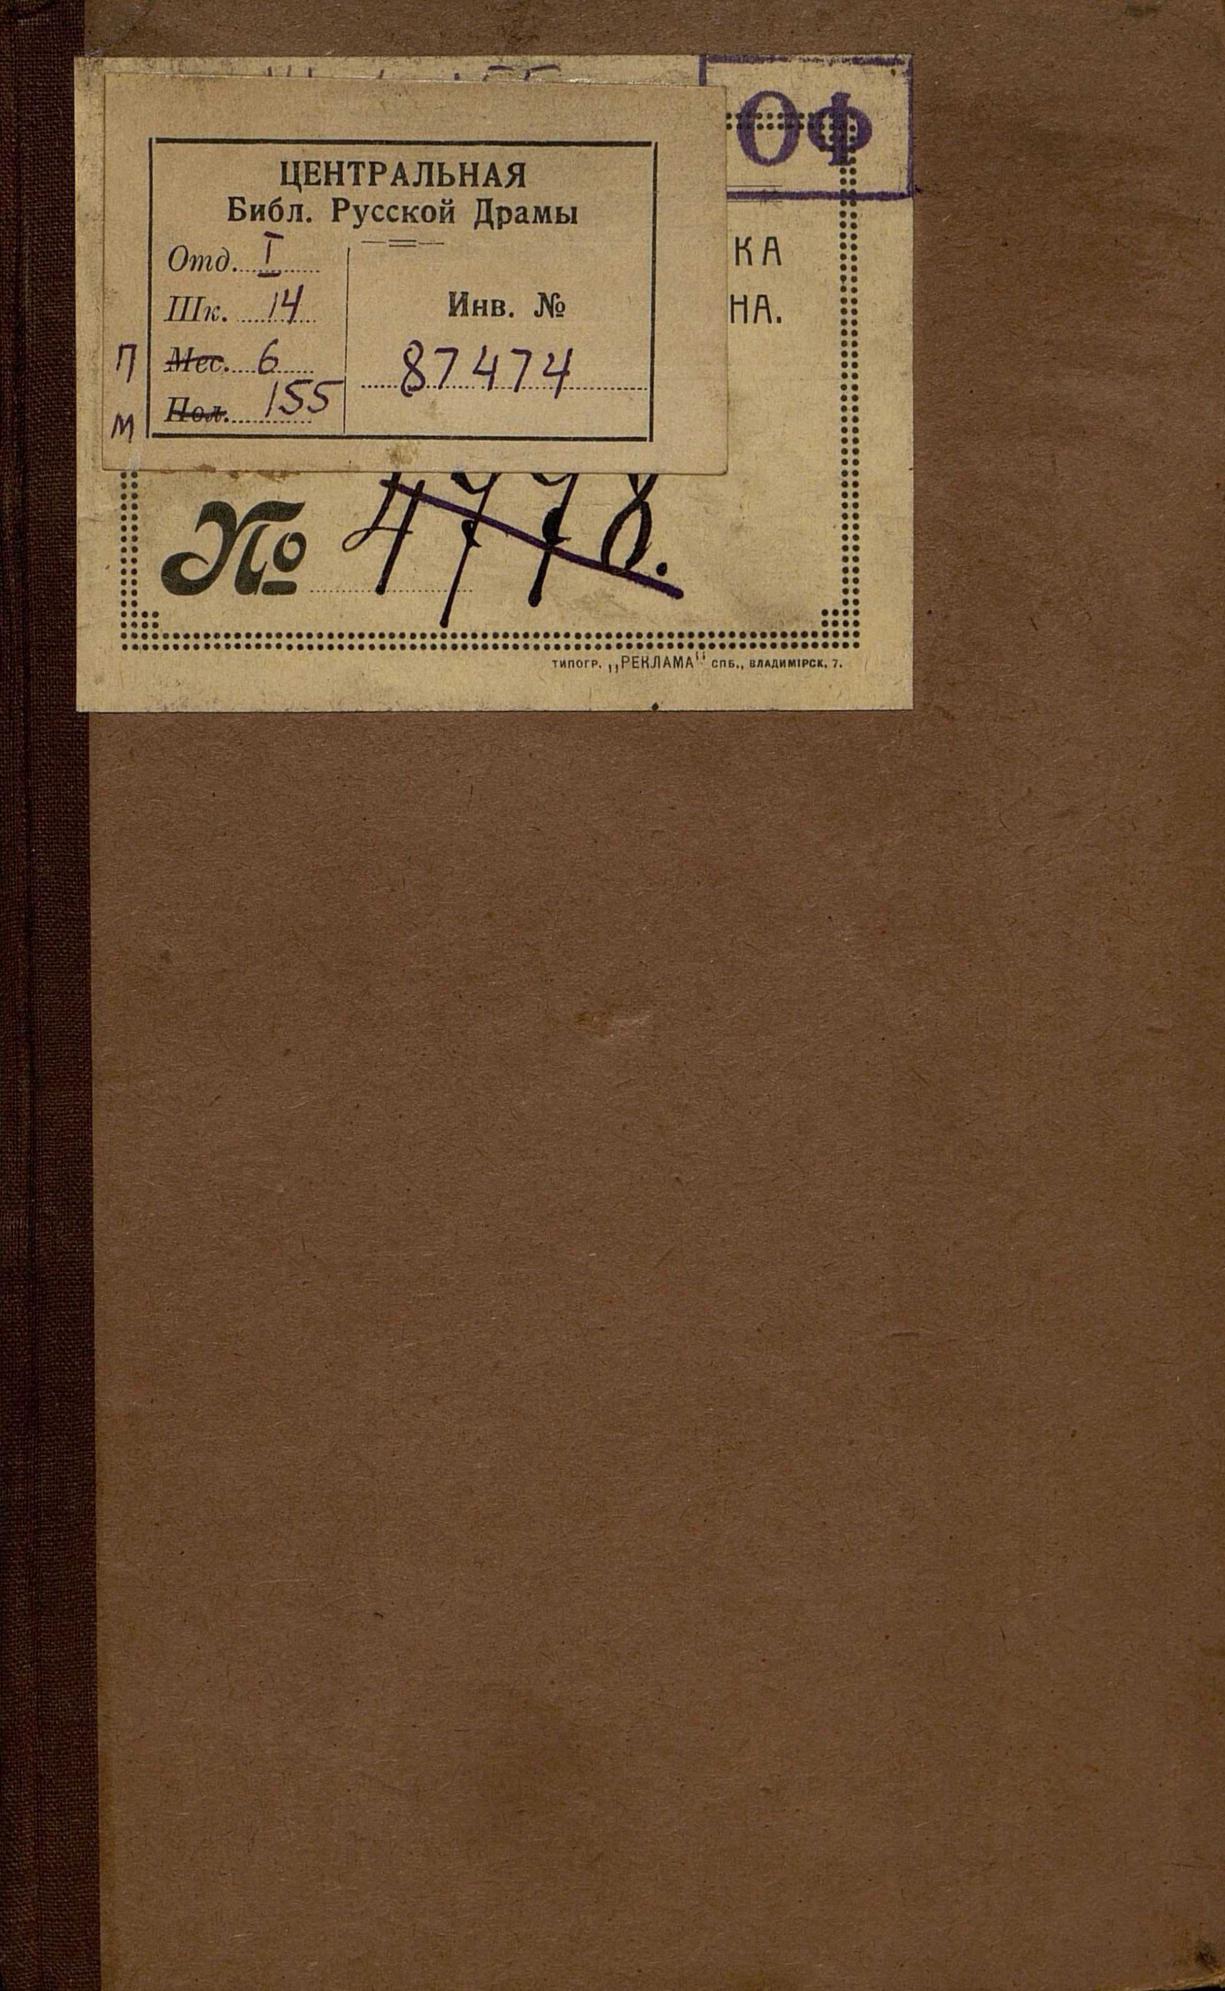 ОФ
ЦЕНТРАЛЬНАЯ
Библ. Русской Драмы
Отд. I
Шк. 14
Инв. №
П Мес. 6
87474
М Пол. 155
КА
НА.
№ 4778.
ТИПОГР. „РЕКЛАМА" СПБ., ВЛАДИМІРСК, 7.